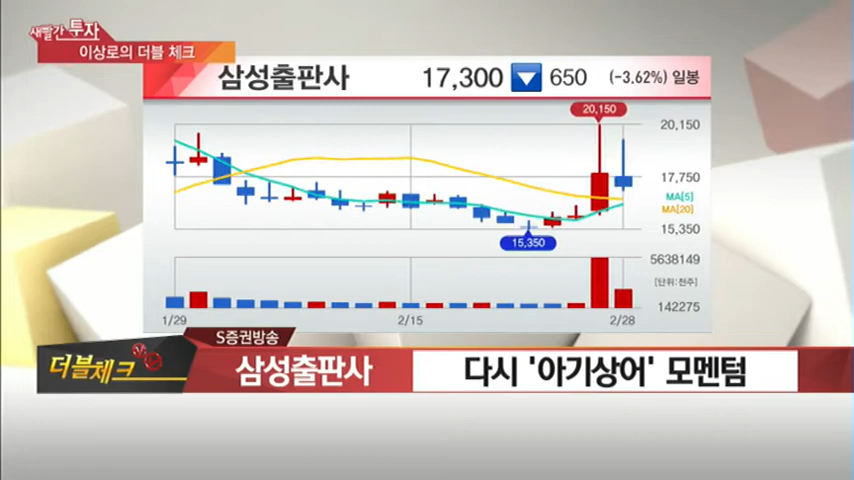 새빨간 투자
이상로의 더블 체크
삼성출판사 17,300 ▼ 650 (-3.62%) 일봉
20,150
20,150
17,750
MA[5]
MA[20]
15,350
15,350
5638149
[단위:천주]
142275
1/29 2/15 2/28
S증권방송
더블체크
삼성출판사
다시 '아기상어' 모멘텀